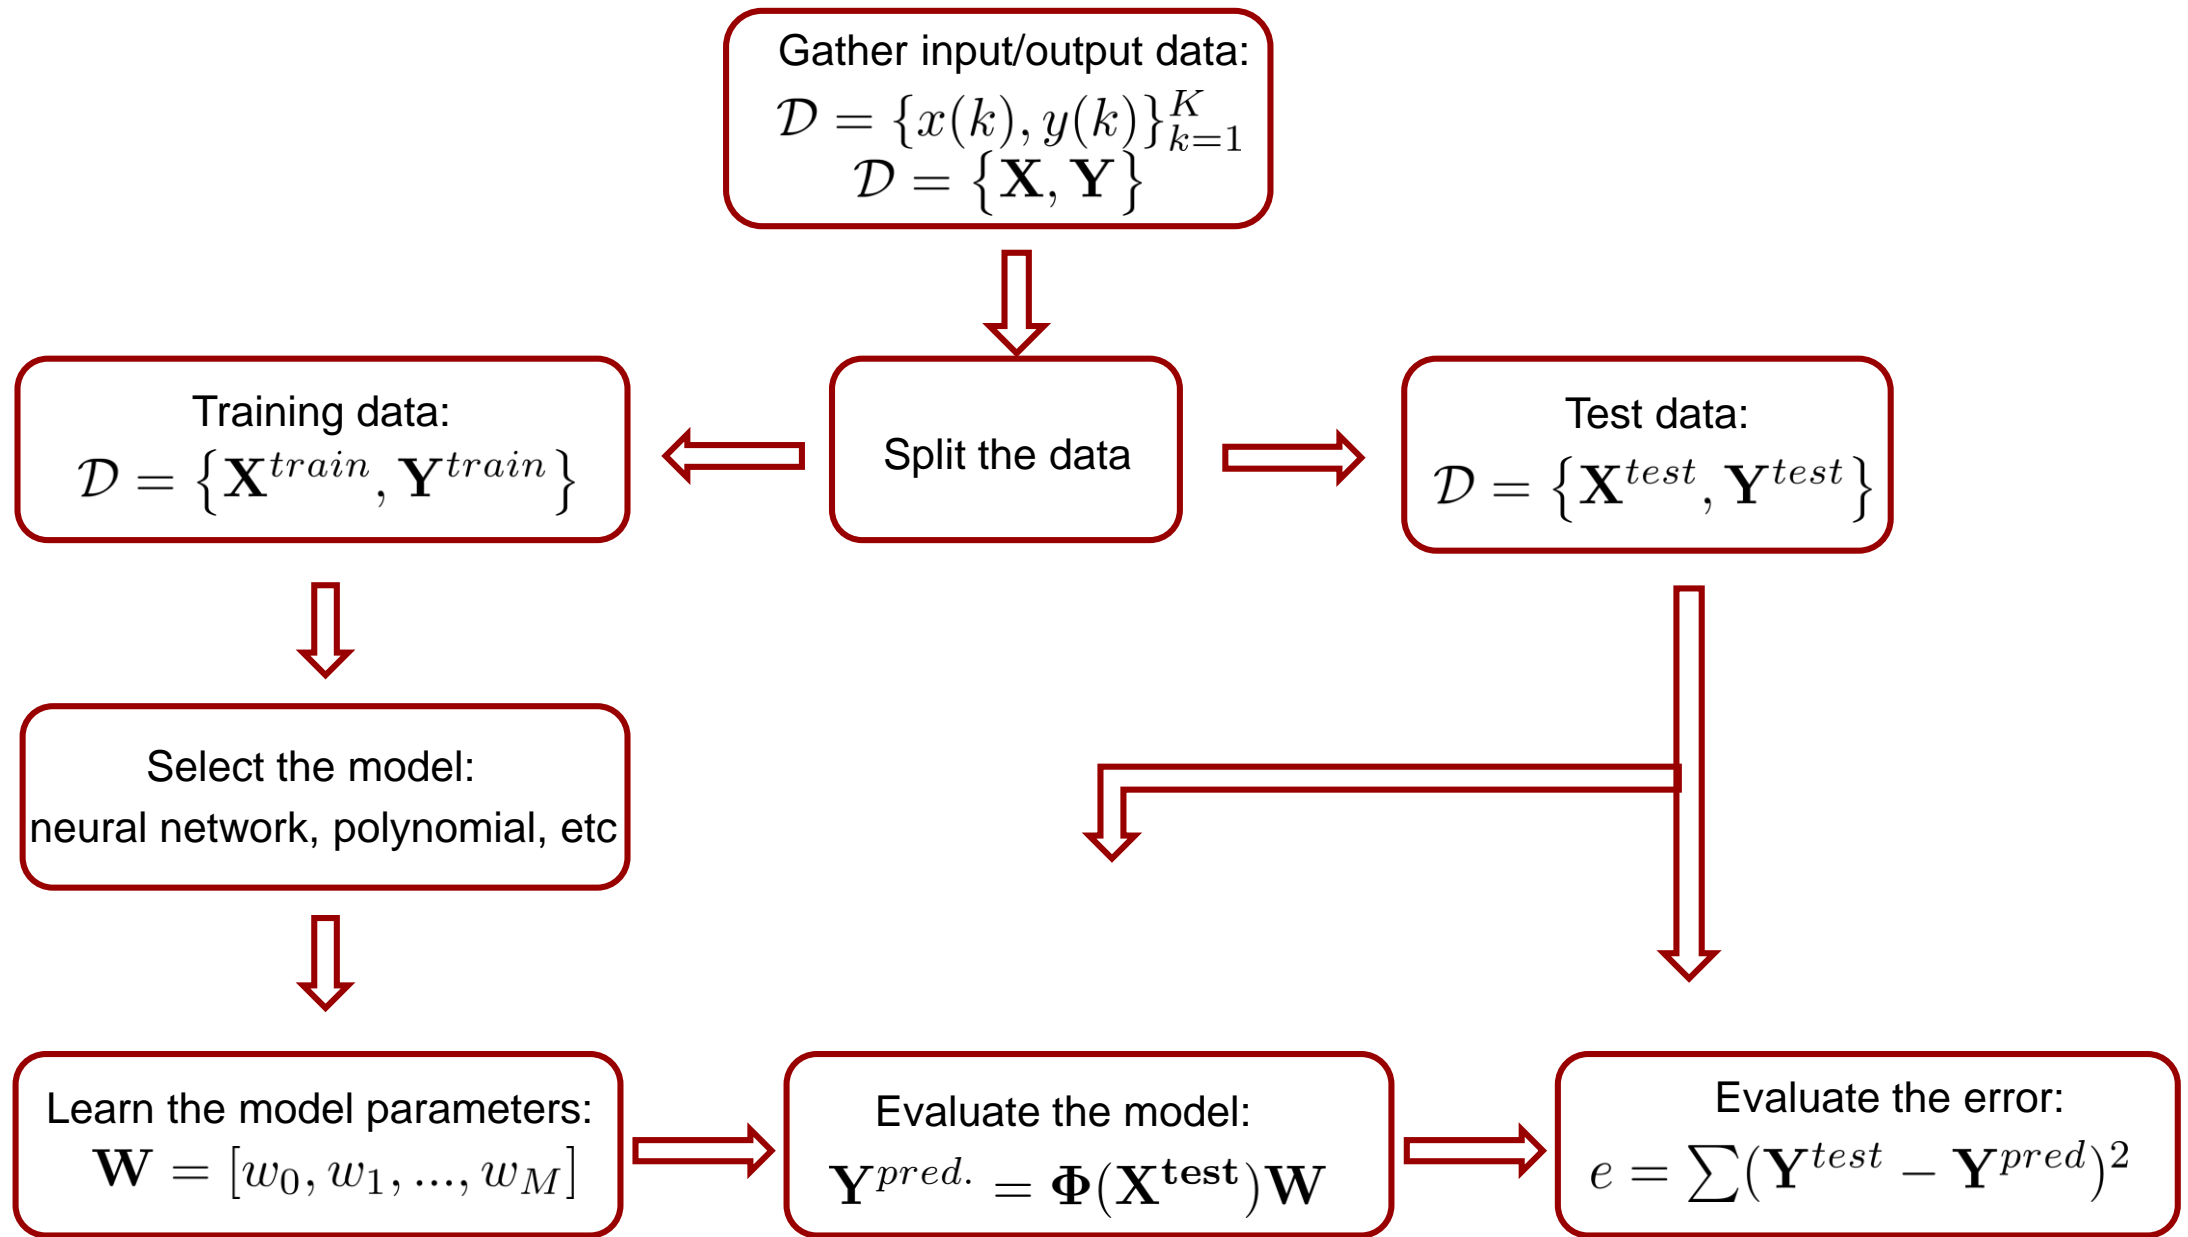 Gather input/output data:
𝒟 = {x(k), y(k)}_{k=1}^{K}
𝒟 = {𝐗, 𝐘}
Training data:
𝒟 = {𝐗^{train}, 𝐘^{train}}
Split the data
Test data:
𝒟 = {𝐗^{test}, 𝐘^{test}}
Select the model:
neural network, polynomial, etc
Learn the model parameters:
𝐖 = [w_0, w_1, ..., w_M]
Evaluate the model:
𝐘^{pred.} = 𝚽(𝐗^{𝐭𝐞𝐬𝐭})𝐖
Evaluate the error:
e = ∑(𝐘^{test} − 𝐘^{pred})^2